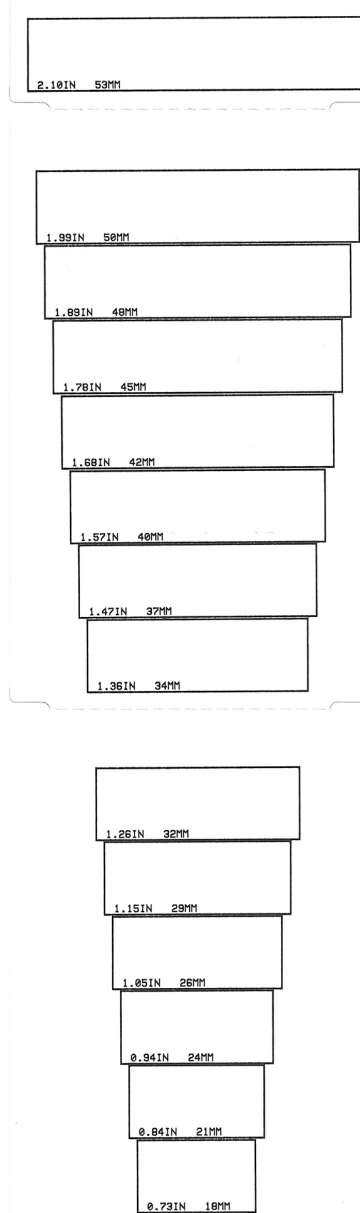 2.10IN 53MM
1.99IN 50MM
1.89IN 48MM
1.78IN 45MM
1.68IN 42MM
1.57IN 40MM
1.47IN 37MM
1.36IN 34MM
1.26IN 32MM
1.15IN 29MM
1.05IN 26MM
0.94IN 24MM
0.84IN 21MM
0.73IN 18MM